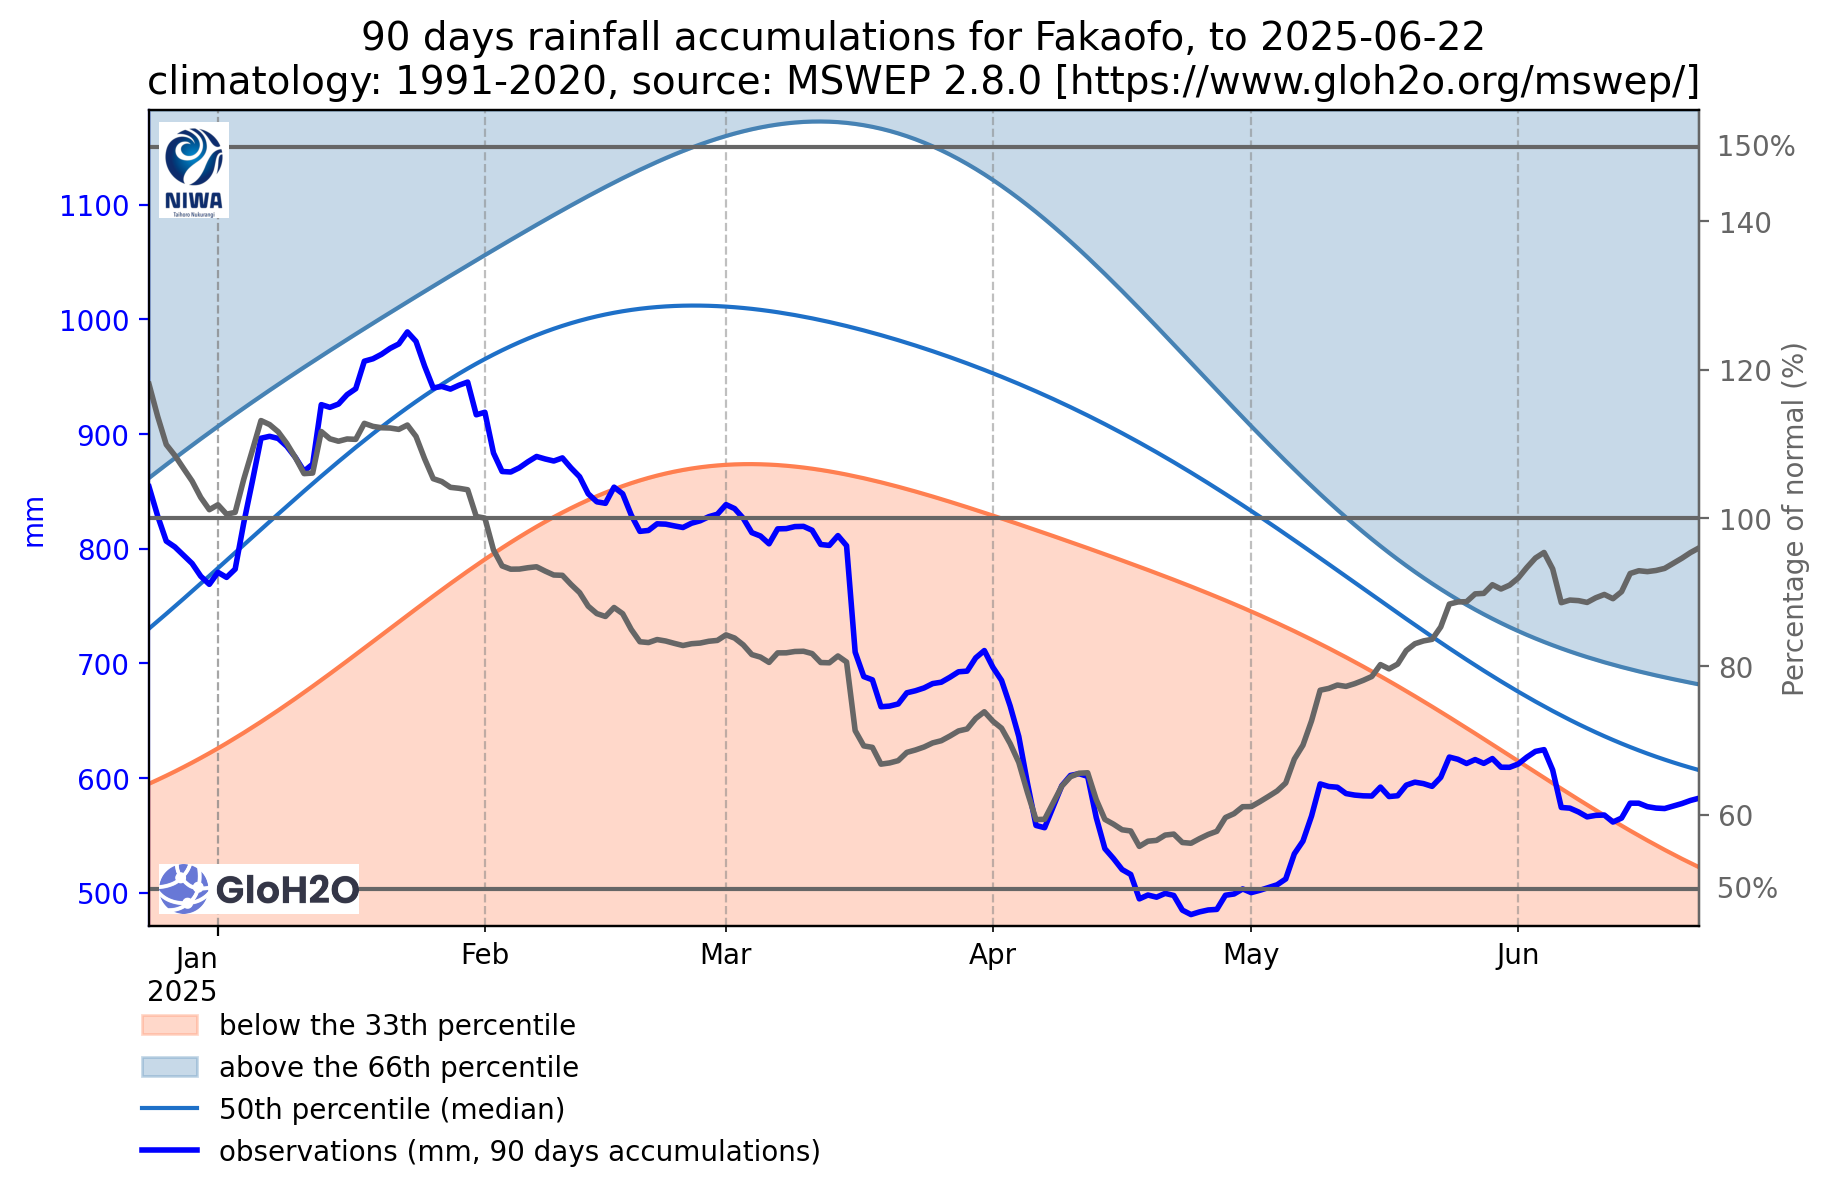 90 days rainfall accumulations for Fakaofo, to 2025-06-22
climatology: 1991-2020, source: MSWEP 2.8.0 [https://www.gloh2o.org/mswep/]
NIWA
Taihoro Nukurangi
GloH2O
mm
1100
1000
900
800
700
600
500
150%
140
120
100
80
60
50%
Percentage of normal (%)
Jan
2025
Feb
Mar
Apr
May
Jun
below the 33th percentile
above the 66th percentile
50th percentile (median)
observations (mm, 90 days accumulations)